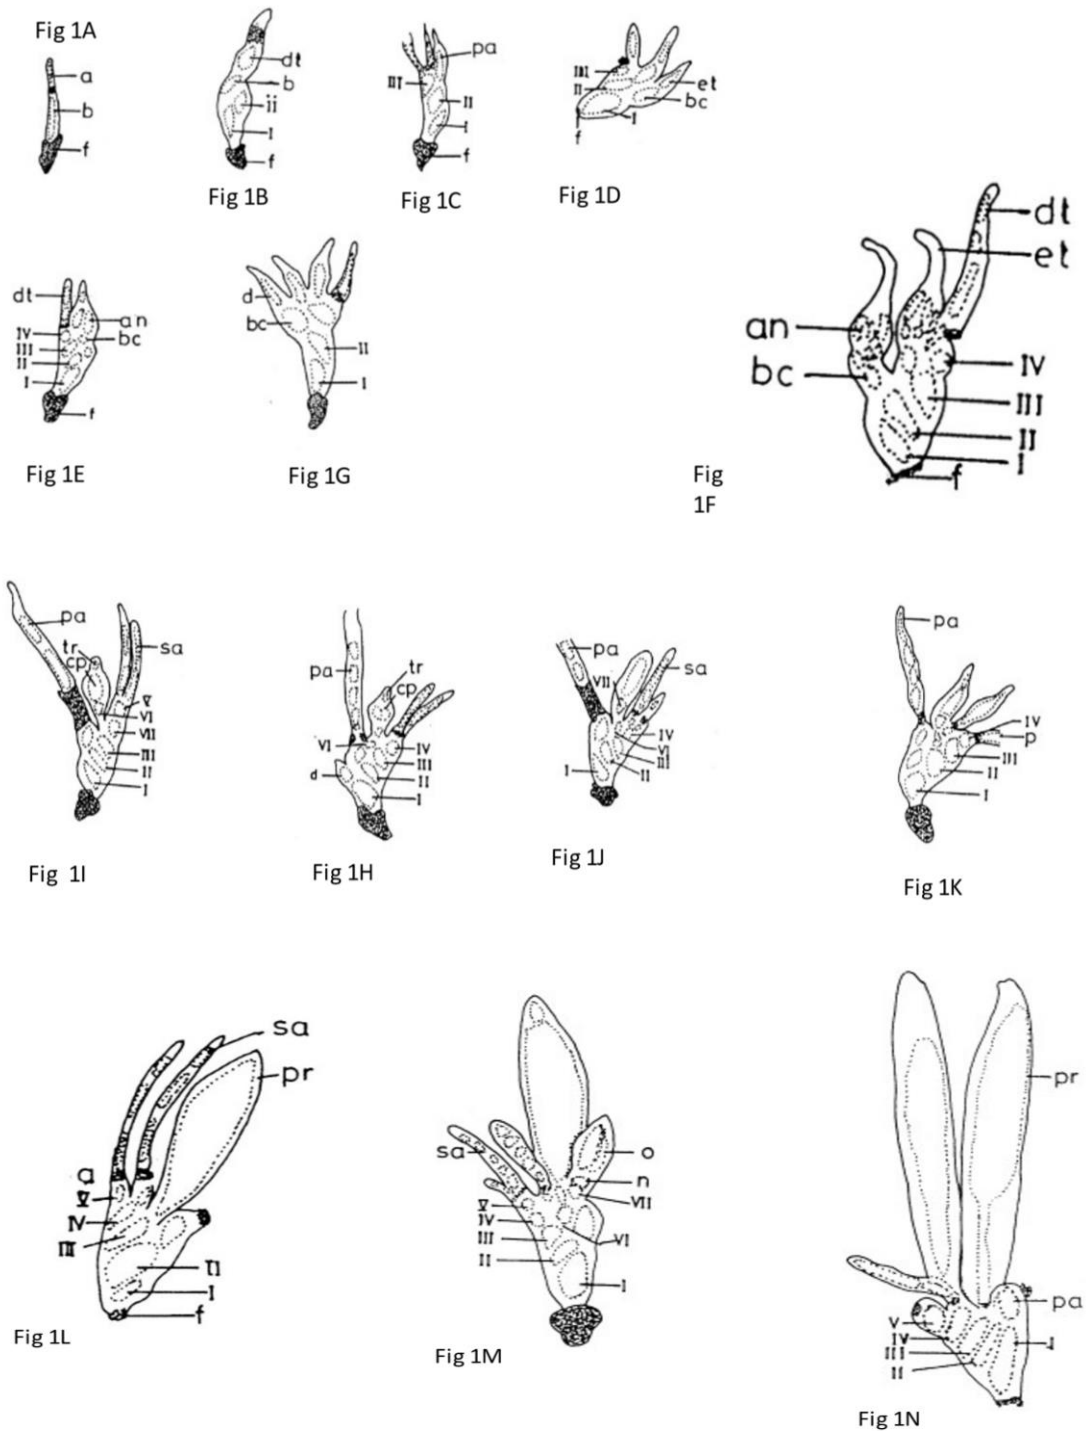 Fig 1A
a
b
f
dt
b
ii
I
f
Fig 1B
pa
III
II
I
f
Fig 1C
III
II
et
bc
I
f
Fig 1D
dt
an
IV
bc
III
II
I
f
Fig 1E
d
bc
II
I
Fig 1G
dt
et
an
bc
IV
III
II
I
f
Fig
1F
pa
tr
cp
sa
V
VI
VII
III
II
I
Fig 1I
pa
tr
cp
VI
IV
III
d
II
I
Fig 1H
pa
VII
sa
IV
VI
III
I
II
Fig 1J
pa
IV
p
III
II
I
Fig 1K
sa
pr
a
V
IV
III
II
I
f
Fig 1L
sa
o
n
V
VII
IV
III
VI
II
I
Fig 1M
pr
pa
V
IV
I
III
II
Fig 1N